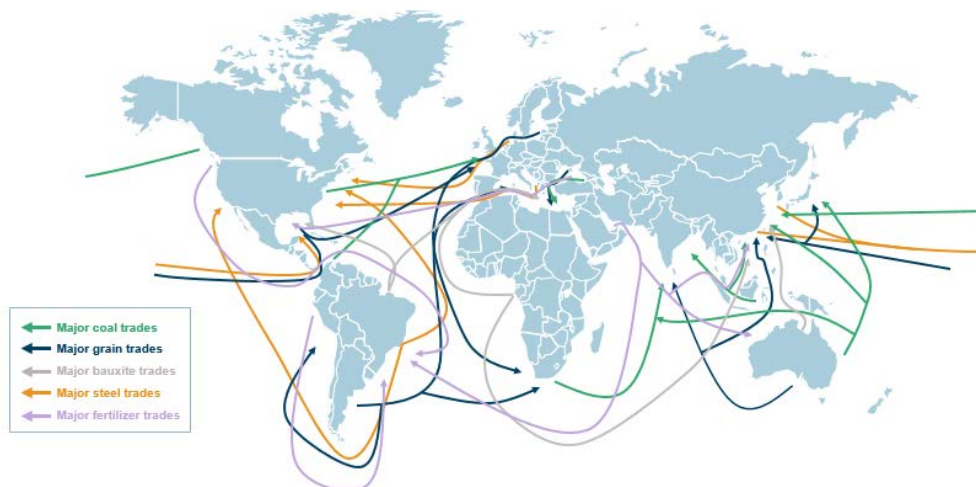 Major coal trades
Major grain trades
Major bauxite trades
Major steel trades
Major fertilizer trades